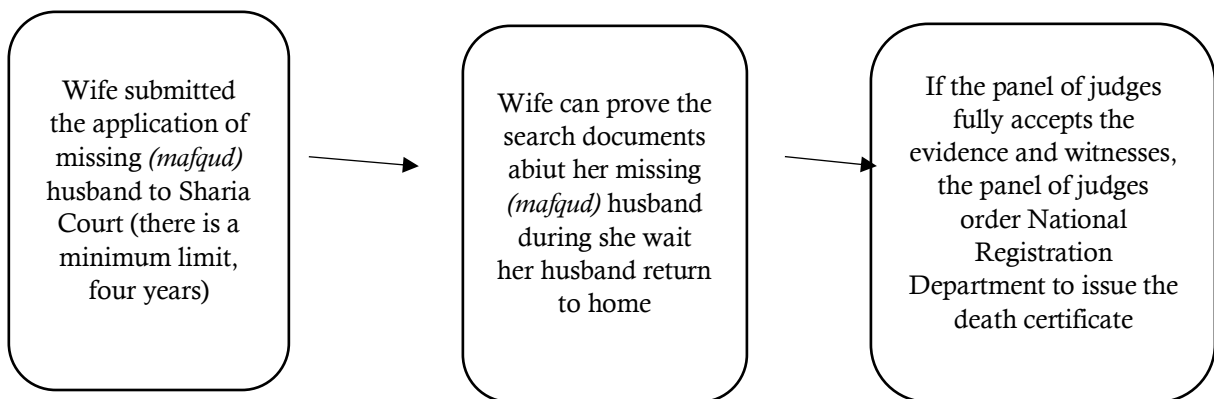 Wife submitted
the application of
missing (mafqud)
husband to Sharia
Court (there is a
minimum limit,
four years)
Wife can prove the
search documents
abiut her missing
(mafqud) husband
during she wait
her husband return
to home
If the panel of judges
fully accepts the
evidence and witnesses,
the panel of judges
order National
Registration
Department to issue the
death certificate